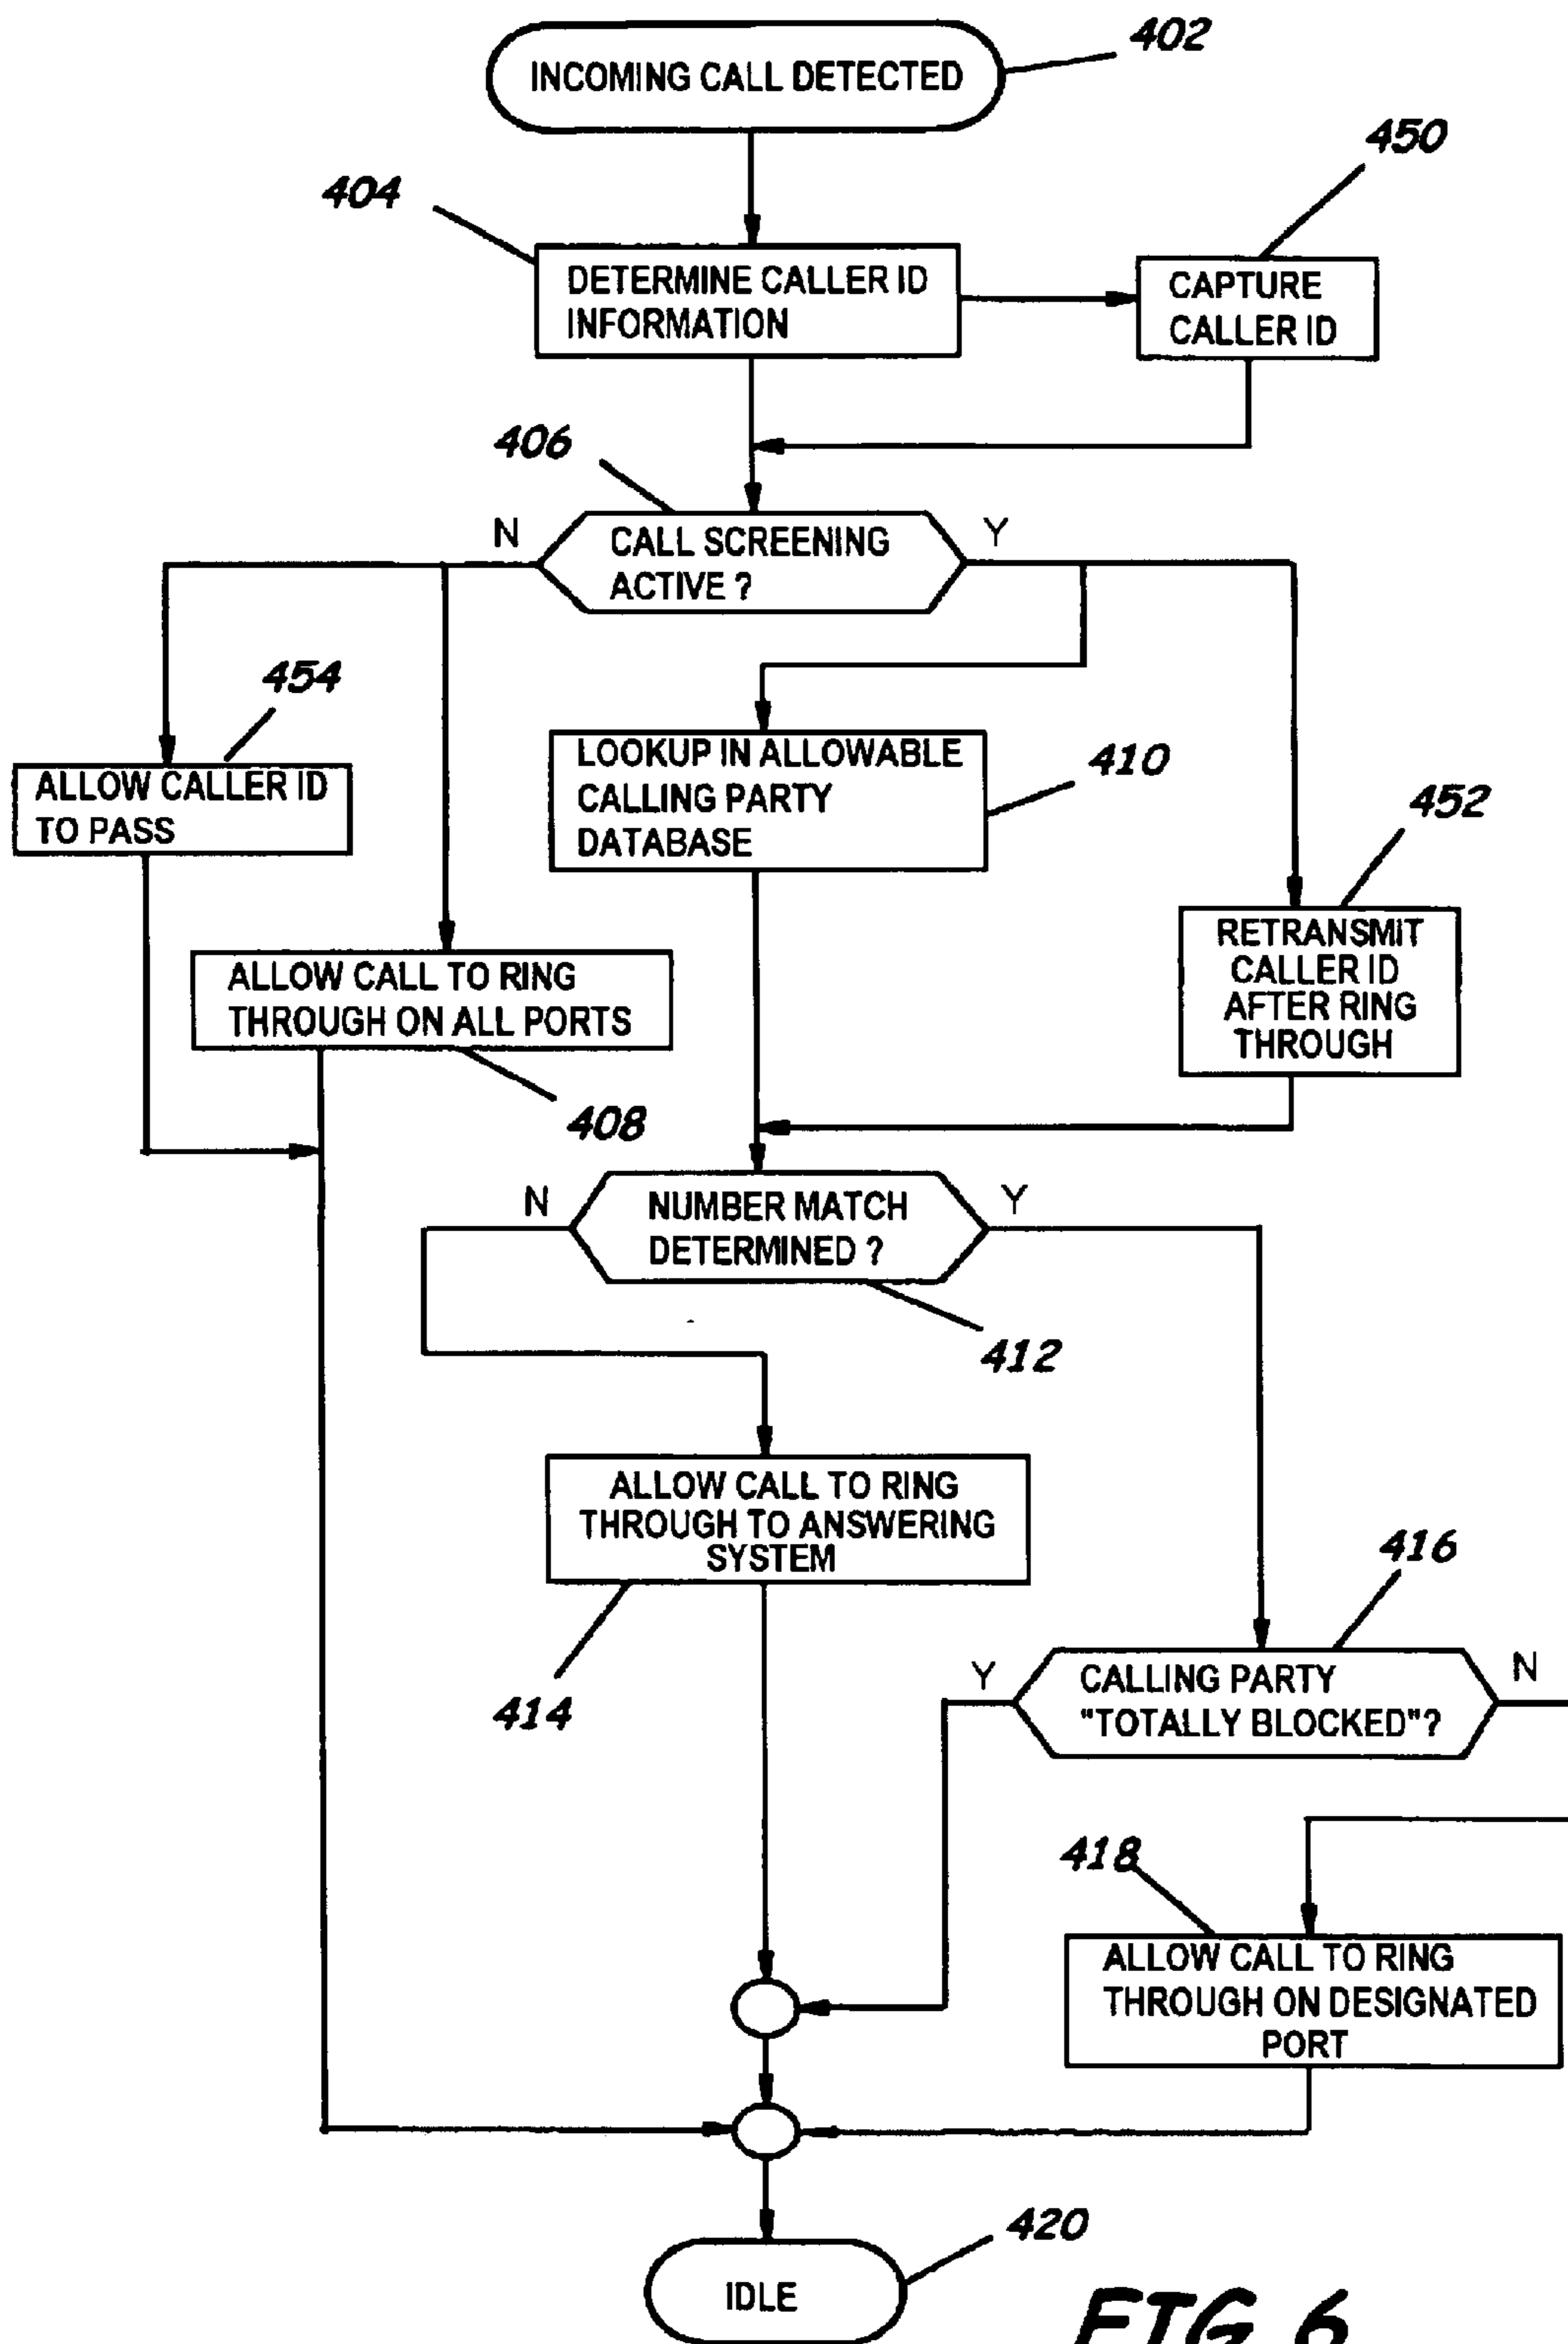 402
INCOMING CALL DETECTED
450
404
DETERMINE CALLER ID
INFORMATION
CAPTURE
CALLER ID
406
N
CALL SCREENING
ACTIVE ?
Y
454
ALLOW CALLER ID
TO PASS
LOOKUP IN ALLOWABLE
CALLING PARTY
DATABASE
410
452
ALLOW CALL TO RING
THROUGH ON ALL PORTS
408
RETRANSMIT
CALLER ID
AFTER RING
THROUGH
N
NUMBER MATCH
DETERMINED ?
Y
412
ALLOW CALL TO RING
THROUGH TO ANSWERING
SYSTEM
414
416
Y
CALLING PARTY
"TOTALLY BLOCKED"?
N
418
ALLOW CALL TO RING
THROUGH ON DESIGNATED
PORT
420
IDLE
FIG 6